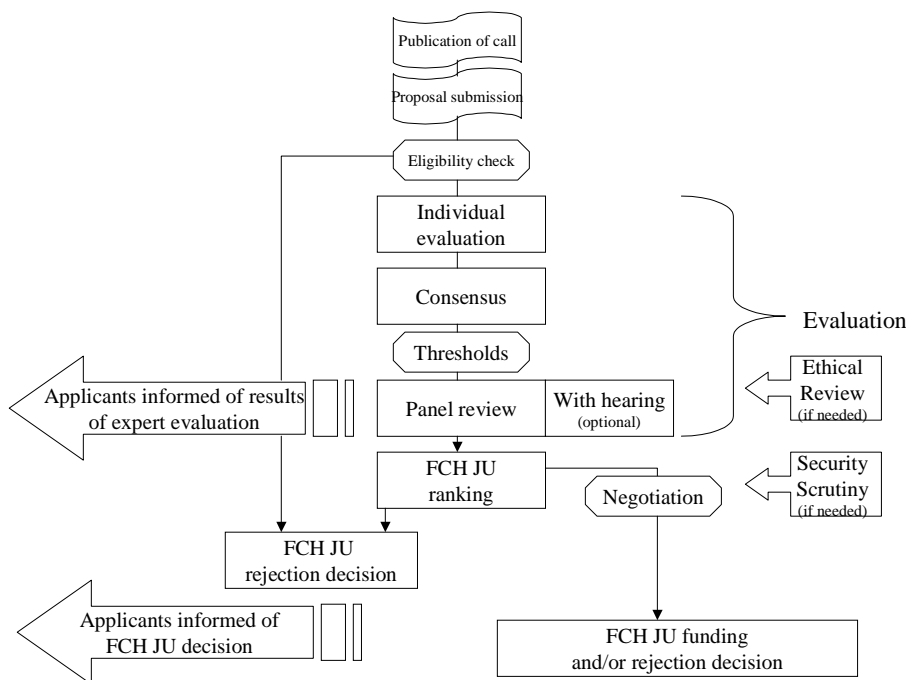 Publication of call
Proposal submission
Eligibility check
Individual
evaluation
Consensus
Evaluation
Thresholds
Ethical
Review
(if needed)
Applicants informed of results
of expert evaluation
Panel review
With hearing
(optional)
FCH JU
ranking
Negotiation
Security
Scrutiny
(if needed)
FCH JU
rejection decision
Applicants informed of
FCH JU decision
FCH JU funding
and/or rejection decision